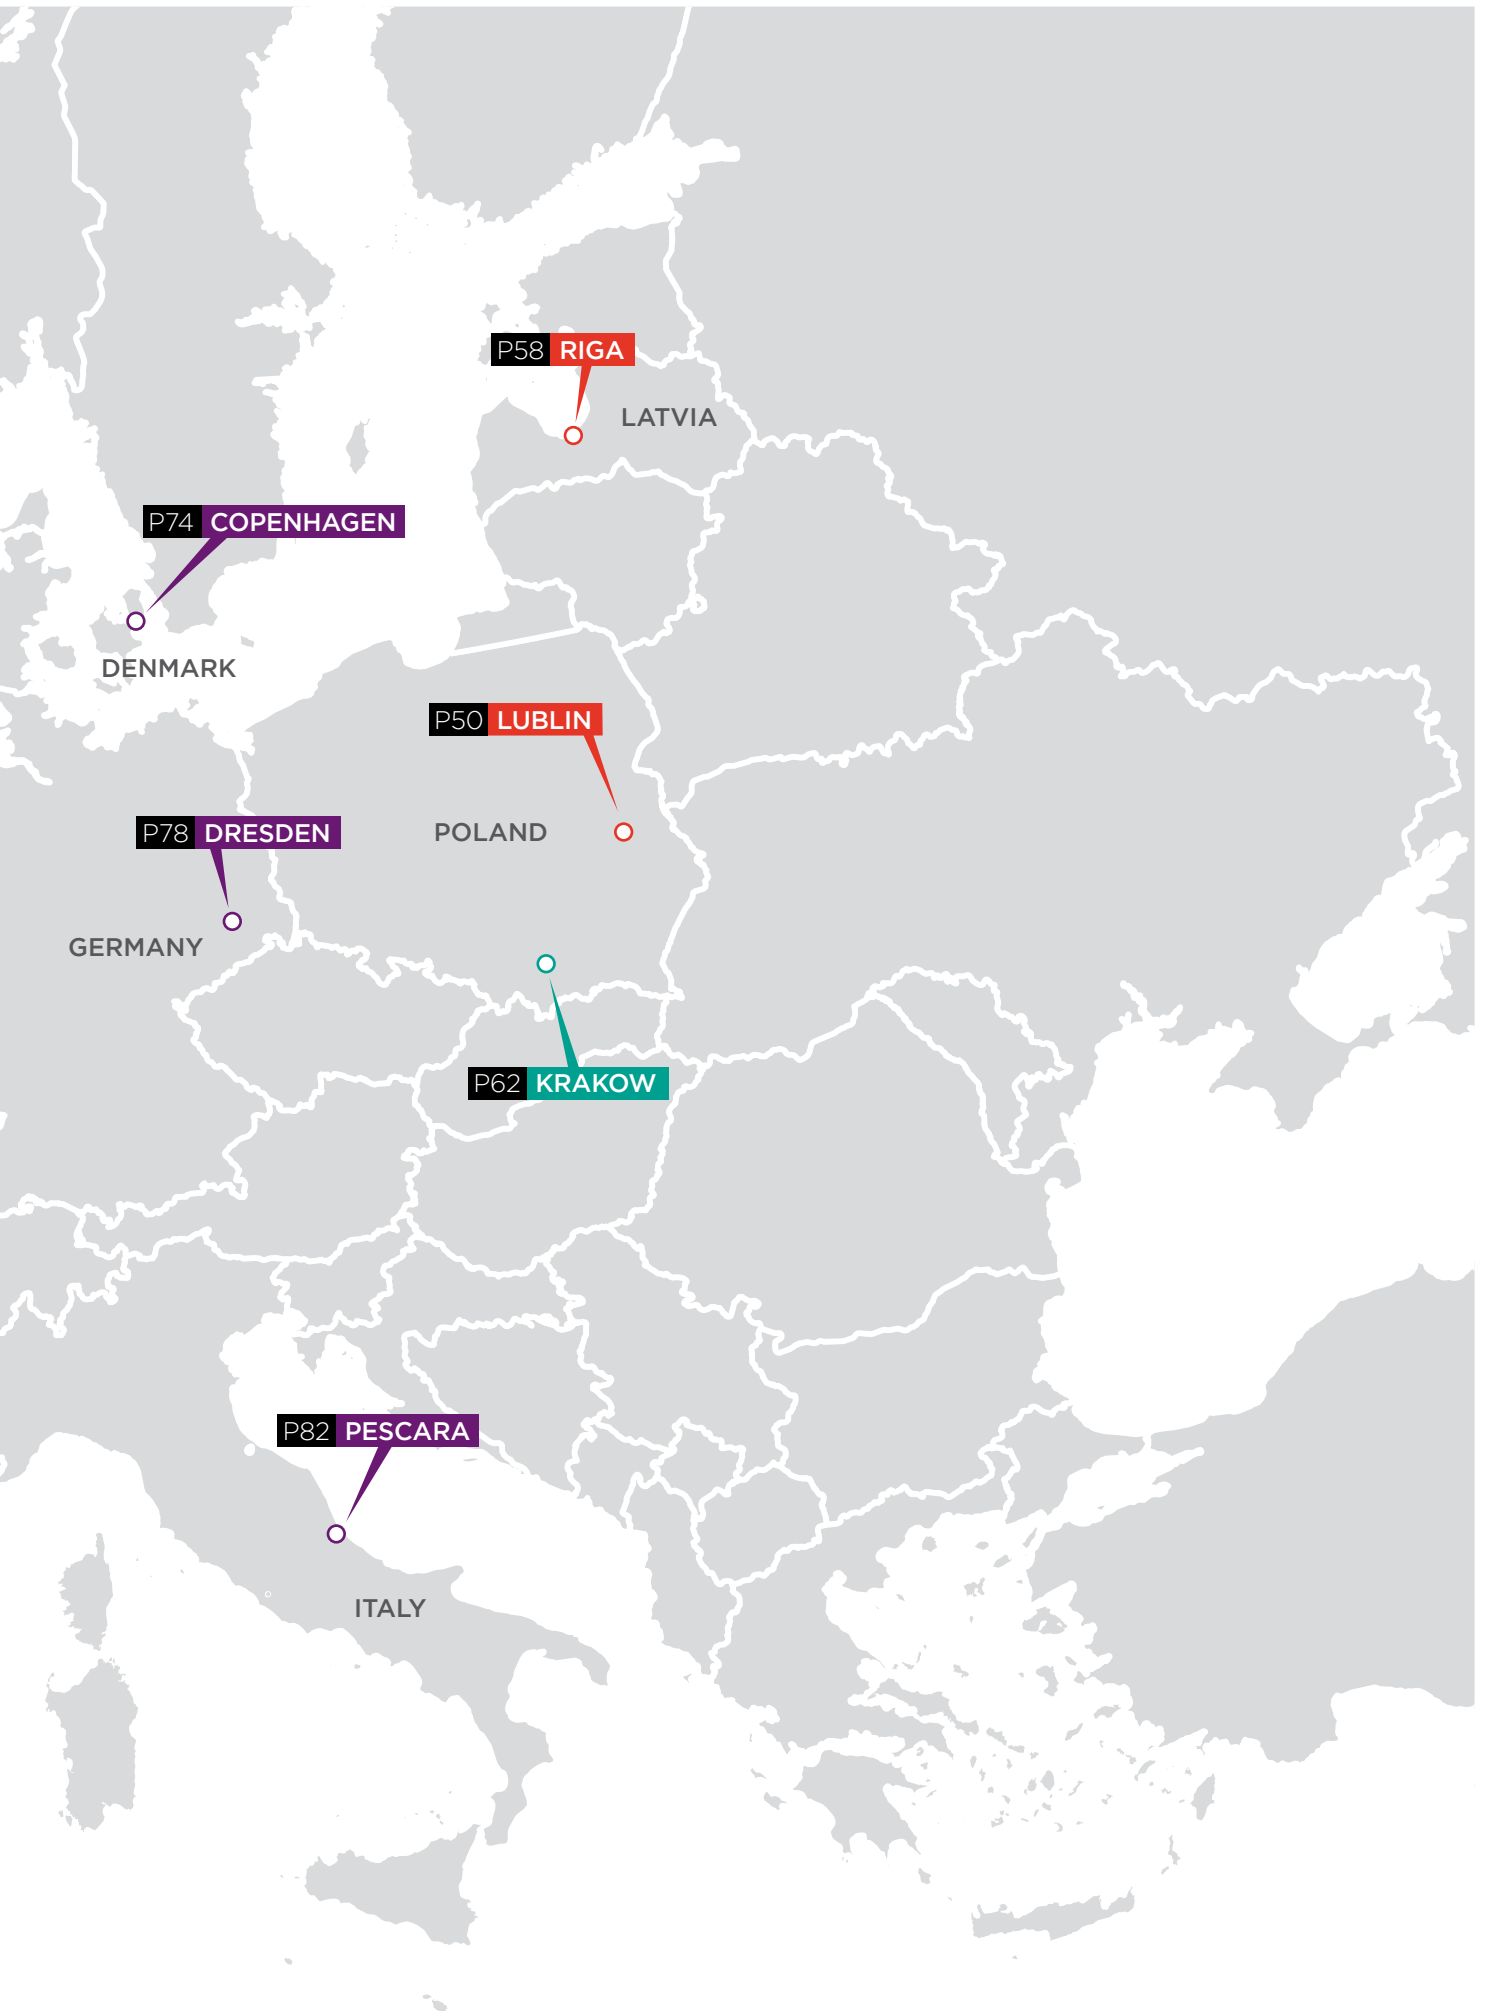 P58 RIGA
LATVIA
P74 COPENHAGEN
DENMARK
P50 LUBLIN
P78 DRESDEN
POLAND
GERMANY
P62 KRAKOW
P82 PESCARA
ITALY